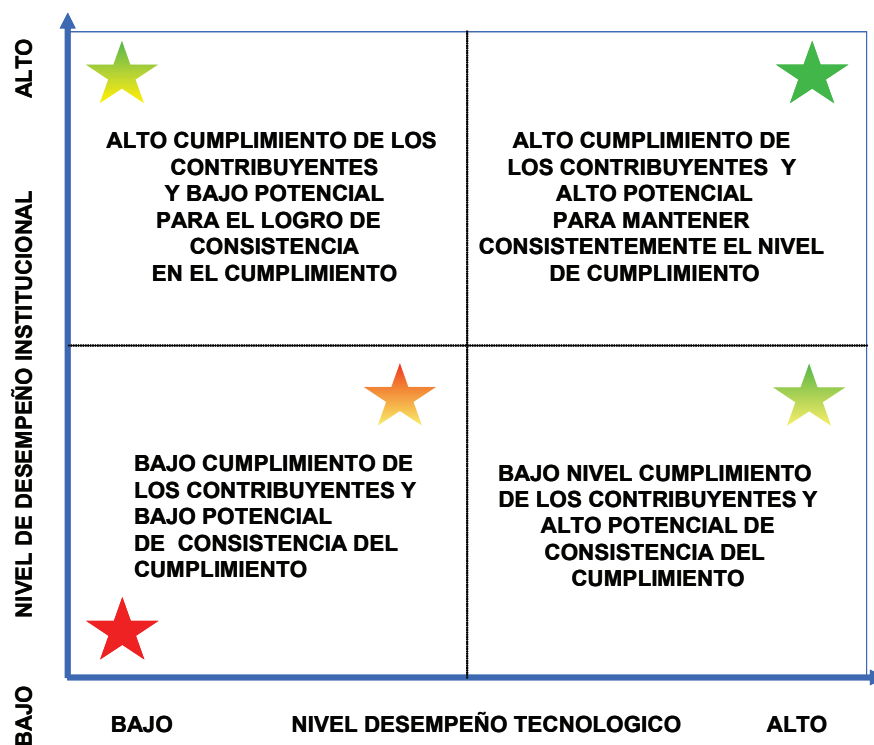 ALTO
NIVEL DE DESEMPEÑO INSTITUCIONAL
BAJO
ALTO CUMPLIMIENTO DE LOS
CONTRIBUYENTES
Y BAJO POTENCIAL
PARA EL LOGRO DE
CONSISTENCIA
EN EL CUMPLIMIENTO
ALTO CUMPLIMIENTO DE
LOS CONTRIBUYENTES Y
ALTO POTENCIAL
PARA MANTENER
CONSISTENTEMENTE EL NIVEL
DE CUMPLIMIENTO
BAJO CUMPLIMIENTO DE
LOS CONTRIBUYENTES Y
BAJO POTENCIAL
DE CONSISTENCIA DEL
CUMPLIMIENTO
BAJO NIVEL CUMPLIMIENTO
DE LOS CONTRIBUYENTES Y
ALTO POTENCIAL DE
CONSISTENCIA DEL
CUMPLIMIENTO
BAJO NIVEL DESEMPEÑO TECNOLOGICO ALTO